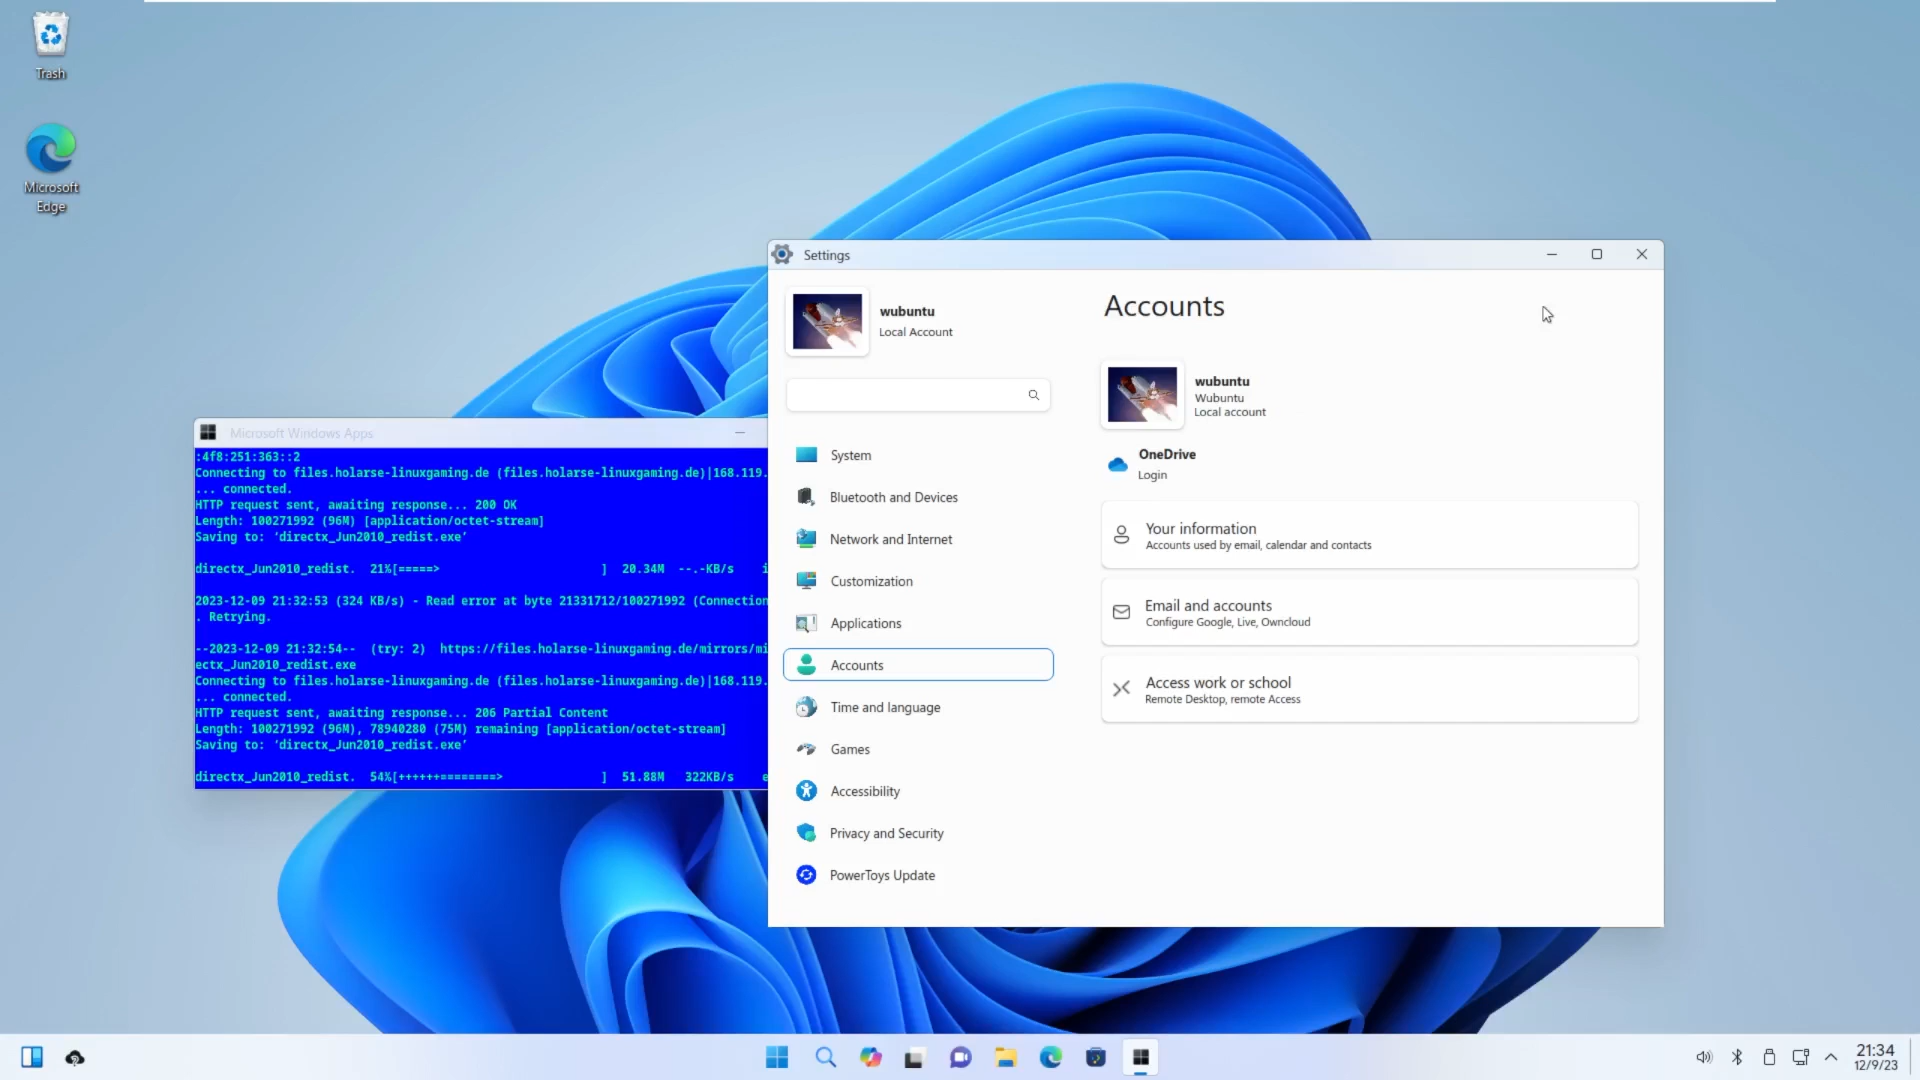 Trash
Microsoft
Edge
Microsoft Windows Apps
:4f8:251:363::2
Connecting to files.holarse-linuxgaming.de (files.holarse-linuxgaming.de)|168.119.
... connected.
HTTP request sent, awaiting response... 200 OK
Length: 100271992 (96M) [application/octet-stream]
Saving to: ‘directx_Jun2010_redist.exe’
directx_Jun2010_redist.  21%[=====>                       ]  20.34M  --.-KB/s    i
2023-12-09 21:32:53 (324 KB/s) - Read error at byte 21331712/100271992 (Connection
. Retrying.
--2023-12-09 21:32:54--  (try: 2)  https://files.holarse-linuxgaming.de/mirrors/mi
ectx_Jun2010_redist.exe
Connecting to files.holarse-linuxgaming.de (files.holarse-linuxgaming.de)|168.119.
... connected.
HTTP request sent, awaiting response... 206 Partial Content
Length: 100271992 (96M), 78940280 (75M) remaining [application/octet-stream]
Saving to: ‘directx_Jun2010_redist.exe’
directx_Jun2010_redist.  54%[++++++========>               ]  51.88M   322KB/s    e
Settings
wubuntu
Local Account
System
Bluetooth and Devices
Network and Internet
Customization
Applications
Accounts
Time and language
Games
Accessibility
Privacy and Security
PowerToys Update
Accounts
wubuntu
Wubuntu
Local account
OneDrive
Login
Your information
Accounts used by email, calendar and contacts
Email and accounts
Configure Google, Live, Owncloud
Access work or school
Remote Desktop, remote Access
21:34
12/9/23